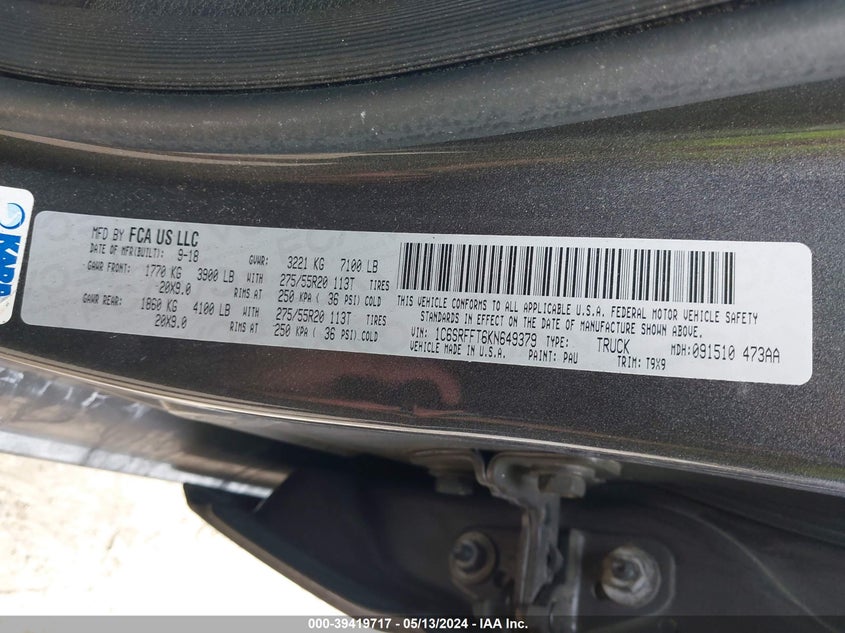 KARR
MFD BY FCA US LLC
DATE OF MFR(BUILT): 9-18 GVWR: 3221 KG 7100 LB
GAWR FRONT: 1770 KG 3900 LB WITH 275/55R20 113T TIRES
-20X9.0 RIMS AT 250 KPA ( 36 PSI) COLD
GAWR REAR: 1860 KG 4100 LB WITH 275/55R20 113T TIRES
20X9.0 RIMS AT 250 KPA ( 36 PSI) COLD
THIS VEHICLE CONFORMS TO ALL APPLICABLE U.S.A. FEDERAL MOTOR VEHICLE SAFETY
STANDARDS IN EFFECT ON THE DATE OF MANUFACTURE SHOWN ABOVE.
VIN: 1C6SRFFT6KN649379 TYPE: TRUCK MDH:091510 473AA
VEHICLE MADE IN U.S.A. PAINT: PAU TRIM: T9X9
000-39419717 - 05/13/2024 - IAAI.com